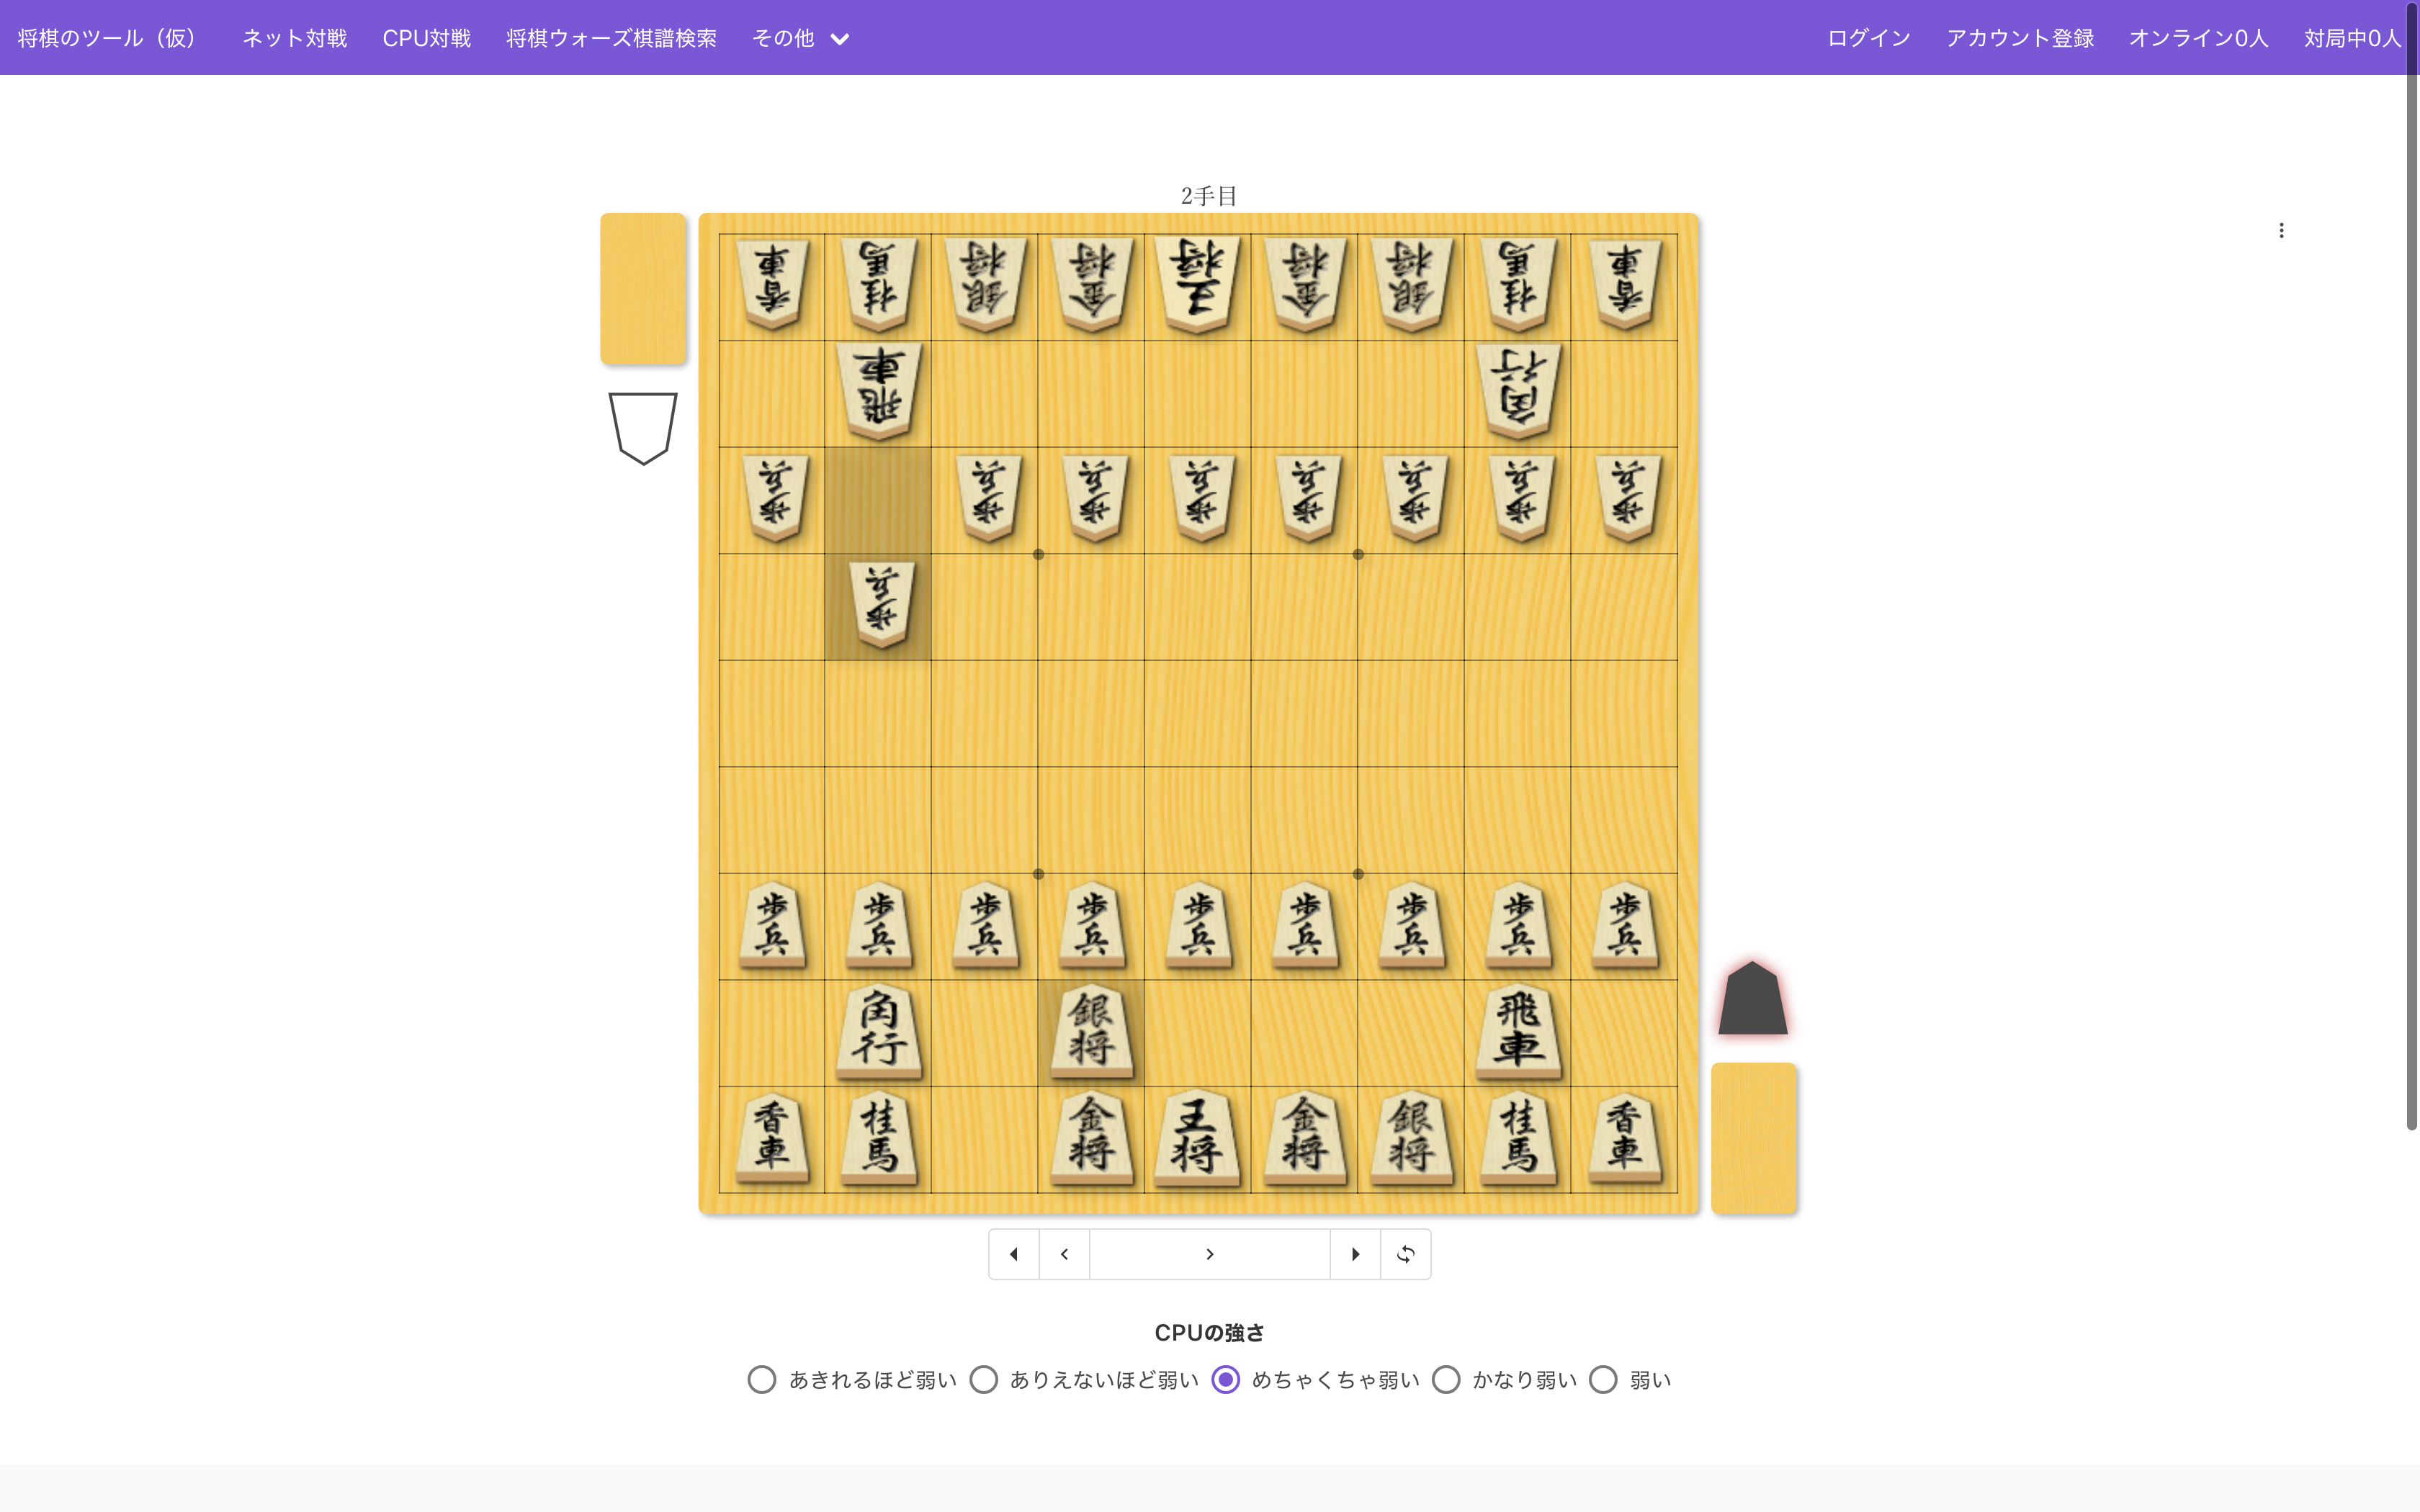 将棋のツール（仮） ネット対戦 CPU対戦 将棋ウォーズ棋譜検索 その他 ログイン アカウント登録 オンライン0人 対局中0人
2手目
香車 桂馬 銀将 金将 王将 金将 銀将 桂馬 香車
飛車 角行
歩兵 歩兵 歩兵 歩兵 歩兵 歩兵 歩兵 歩兵
歩兵
歩兵 歩兵 歩兵 歩兵 歩兵 歩兵 歩兵 歩兵 歩兵
角行 銀将 飛車
香車 桂馬 金将 王将 金将 銀将 桂馬 香車
CPUの強さ
あきれるほど弱い ありえないほど弱い めちゃくちゃ弱い かなり弱い 弱い